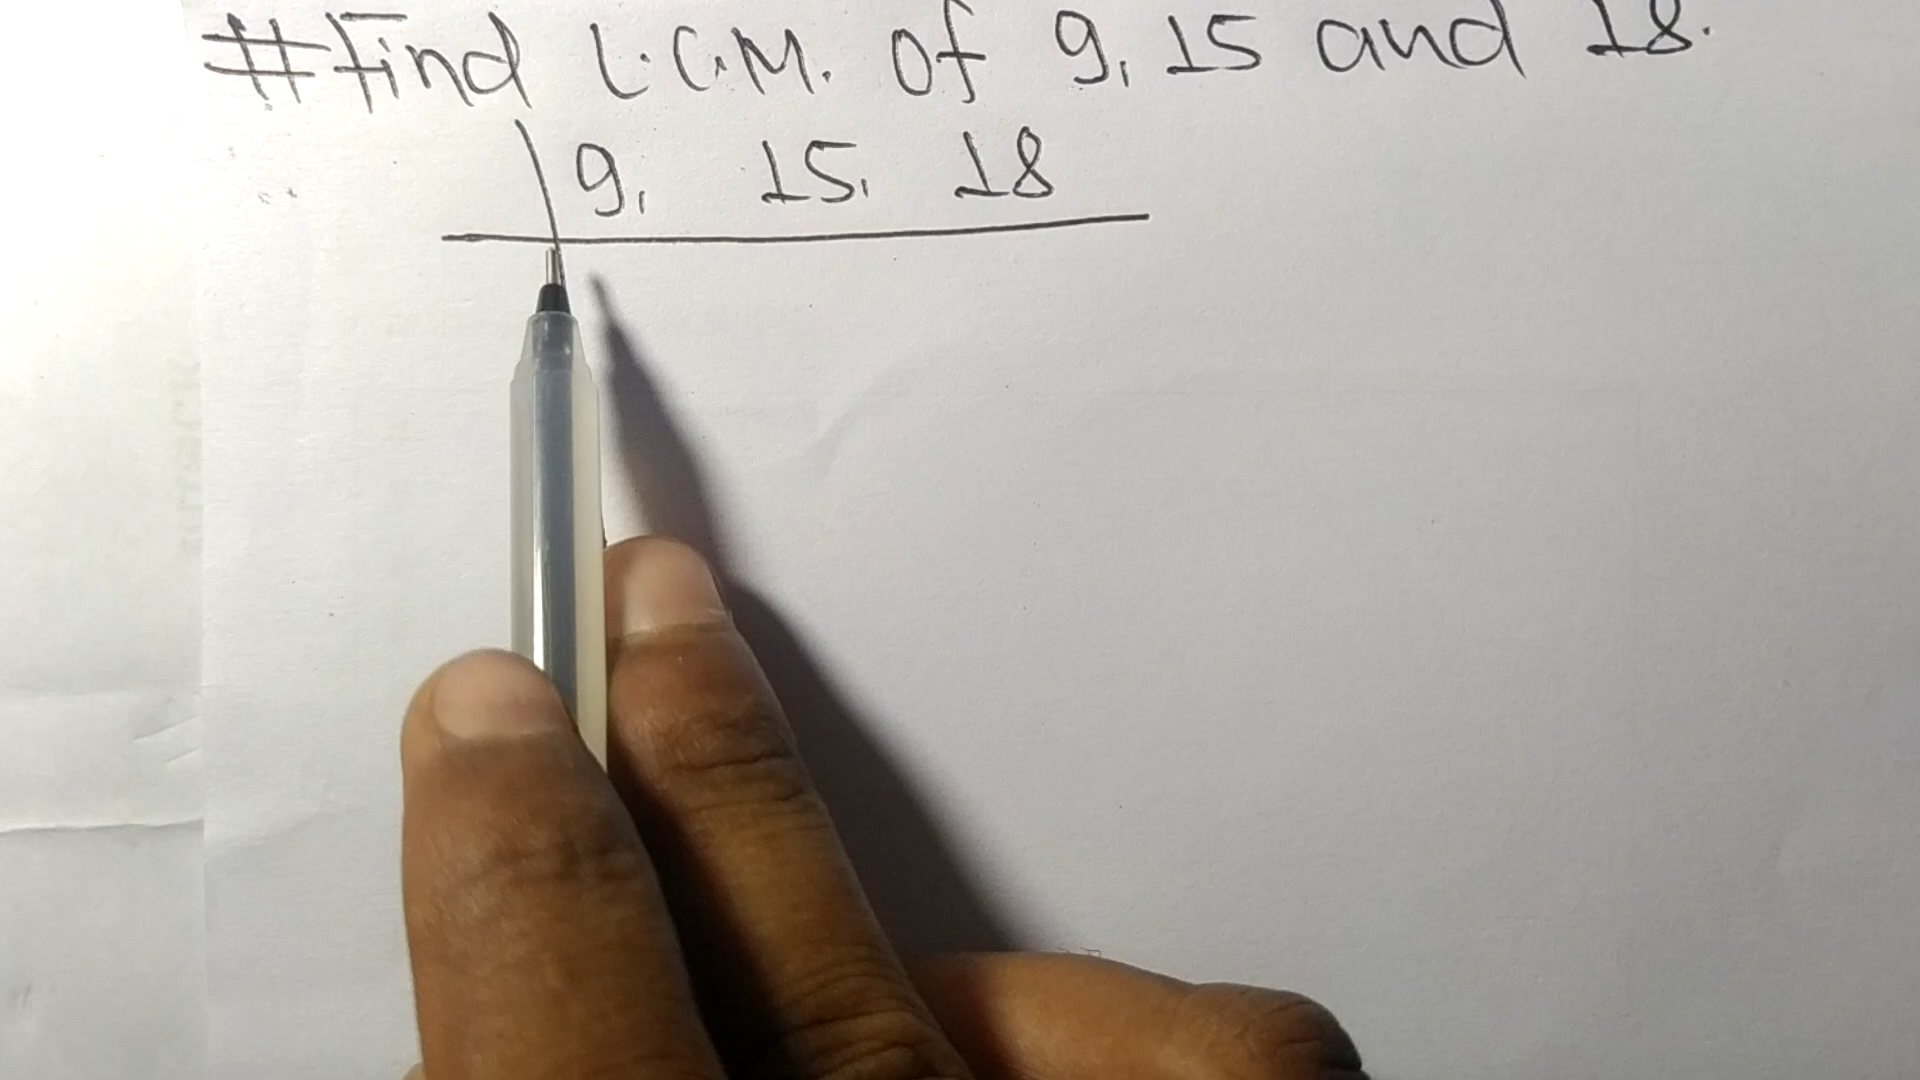 #Find L.C.M. of 9, 15 and 18.
9, 15, 18